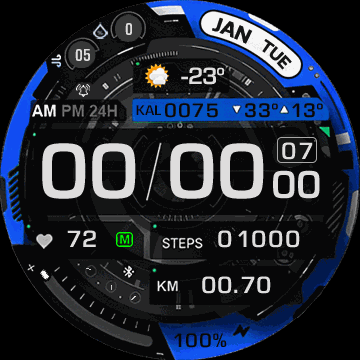 JAN TUE
0
05
-23°
AM PM 24H
KAL 0075 ▼33° ▲13°
00/00 07
00
72 M STEPS 01000
KM 00.70
100%